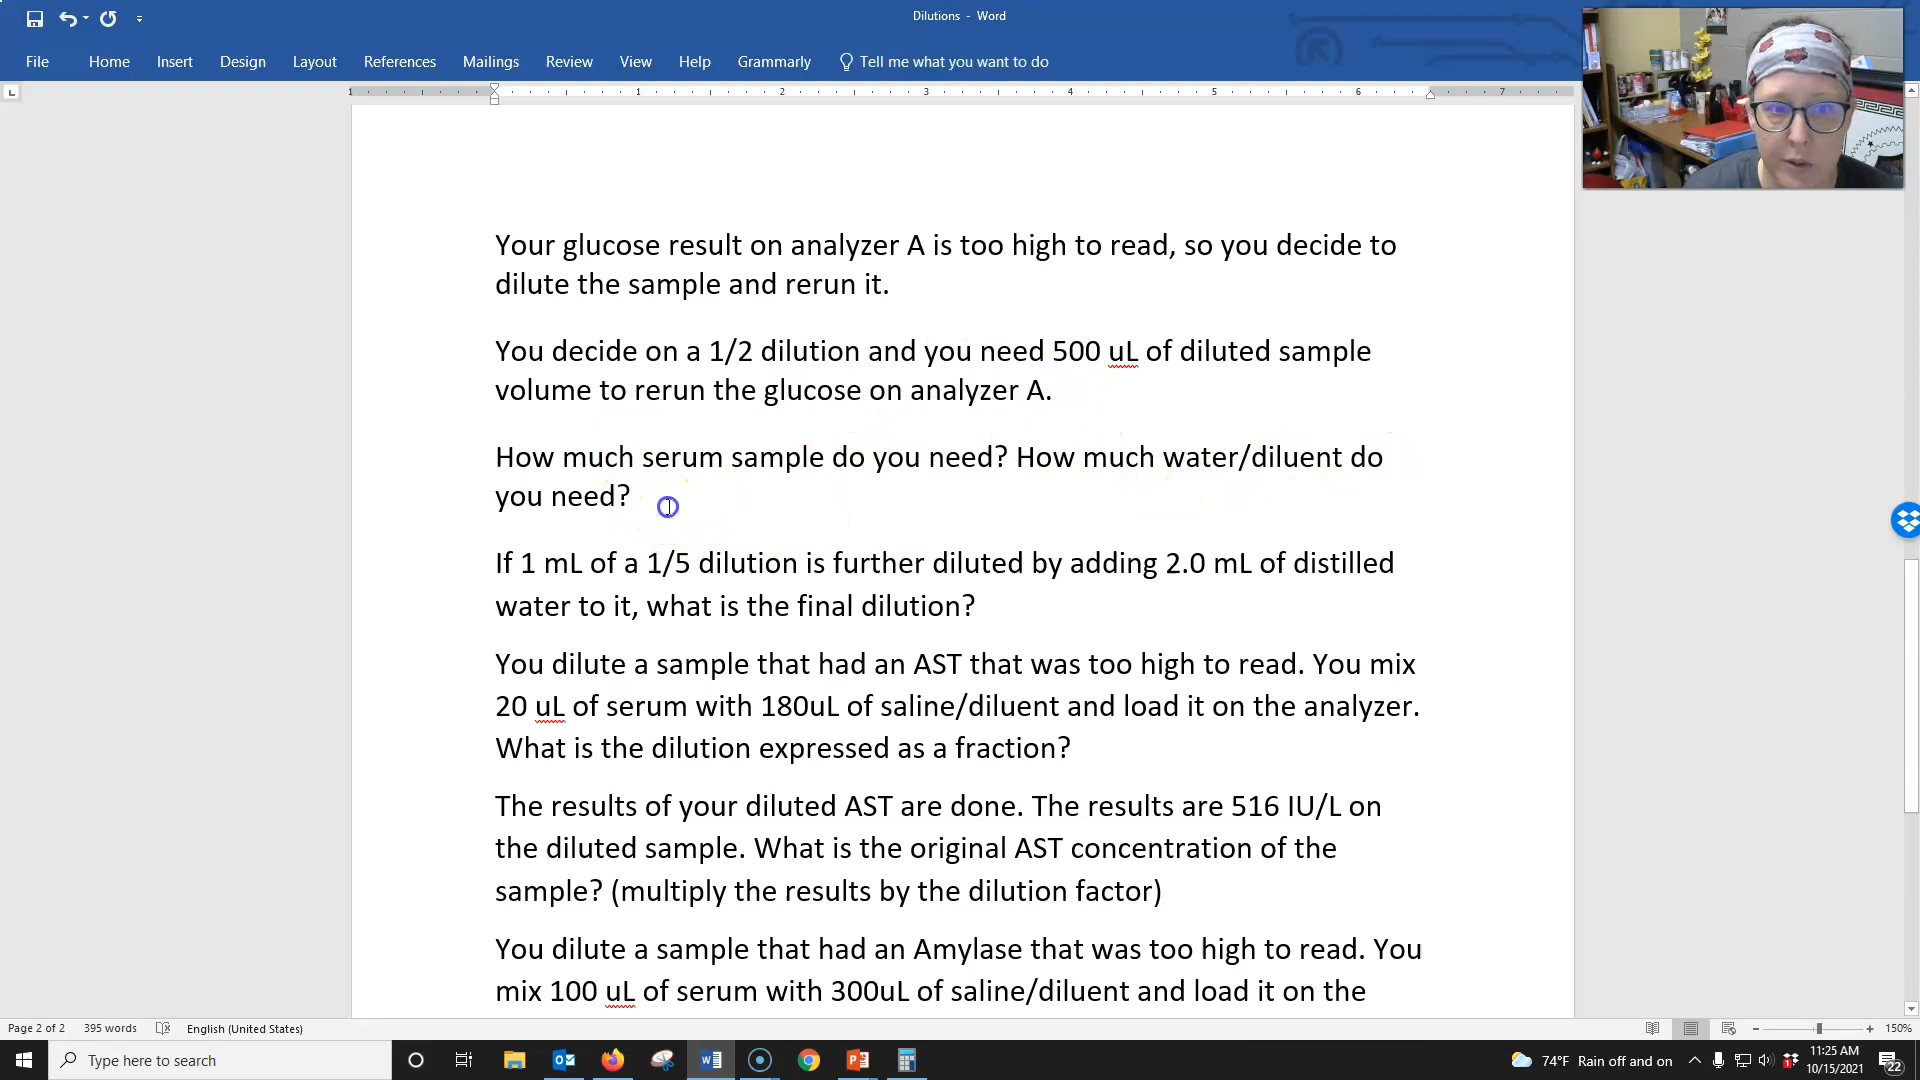 Dilutions - Word
File Home Insert Design Layout References Mailings Review View Help Grammarly Tell me what you want to do
1 1 2 3 4 5 6 7
Your glucose result on analyzer A is too high to read, so you decide to
dilute the sample and rerun it.
You decide on a 1/2 dilution and you need 500 uL of diluted sample
volume to rerun the glucose on analyzer A.
How much serum sample do you need? How much water/diluent do
you need?
If 1 mL of a 1/5 dilution is further diluted by adding 2.0 mL of distilled
water to it, what is the final dilution?
You dilute a sample that had an AST that was too high to read. You mix
20 uL of serum with 180uL of saline/diluent and load it on the analyzer.
What is the dilution expressed as a fraction?
The results of your diluted AST are done. The results are 516 IU/L on
the diluted sample. What is the original AST concentration of the
sample? (multiply the results by the dilution factor)
You dilute a sample that had an Amylase that was too high to read. You
mix 100 uL of serum with 300uL of saline/diluent and load it on the
Page 2 of 2 395 words English (United States) 150%
Type here to search 74°F Rain off and on 11:25 AM
10/15/2021 22